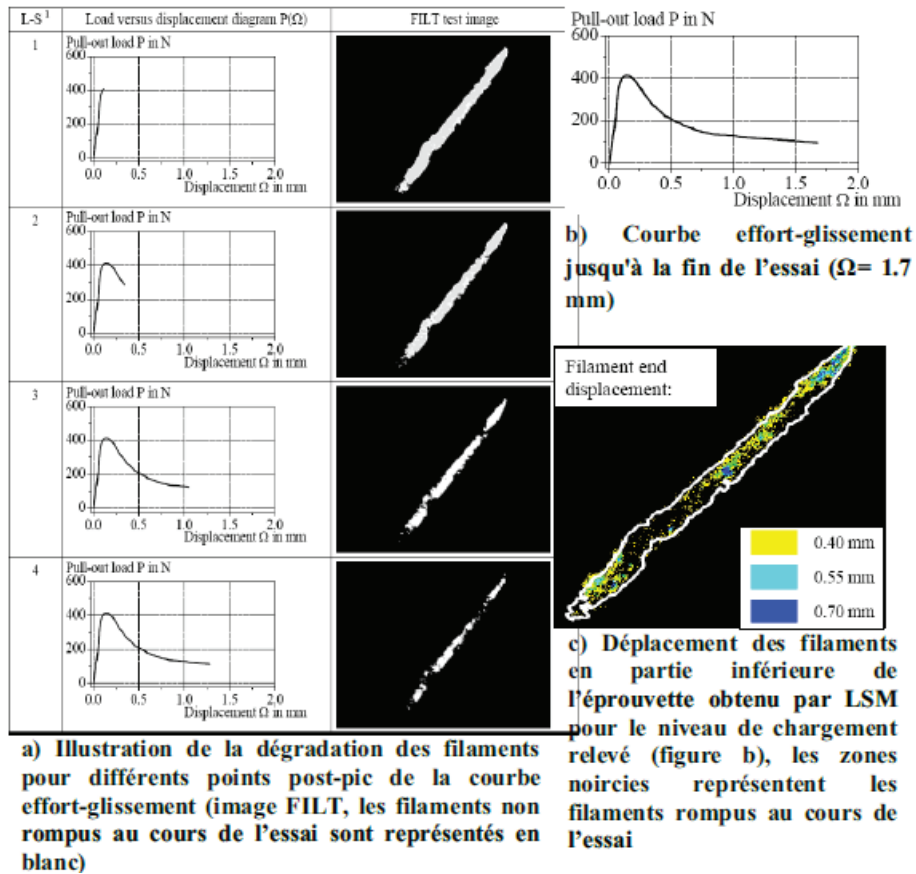 L-S¹ Load versus displacement diagram P(Ω) FILT test image
1
Pull-out load P in N
600
400
200
0
0.0 0.5 1.0 1.5 2.0
Displacement Ω in mm
2
Pull-out load P in N
600
400
200
0
0.0 0.5 1.0 1.5 2.0
Displacement Ω in mm
3
Pull-out load P in N
600
400
200
0
0.0 0.5 1.0 1.5 2.0
Displacement Ω in mm
4
Pull-out load P in N
600
400
200
0
0.0 0.5 1.0 1.5 2.0
Displacement Ω in mm
a) Illustration de la dégradation des filaments
pour différents points post-pic de la courbe
effort-glissement (image FILT, les filaments non
rompus au cours de l'essai sont représentés en
blanc)
Pull-out load P in N
600
400
200
0
0.0 0.5 1.0 1.5 2.0
Displacement Ω in mm
b) Courbe effort-glissement
jusqu'à la fin de l'essai (Ω= 1.7
mm)
Filament end
displacement:
0.40 mm
0.55 mm
0.70 mm
c) Déplacement des filaments
en partie inférieure de
l'éprouvette obtenu par LSM
pour le niveau de chargement
relevé (figure b), les zones
noircies représentent les
filaments rompus au cours de
l'essai